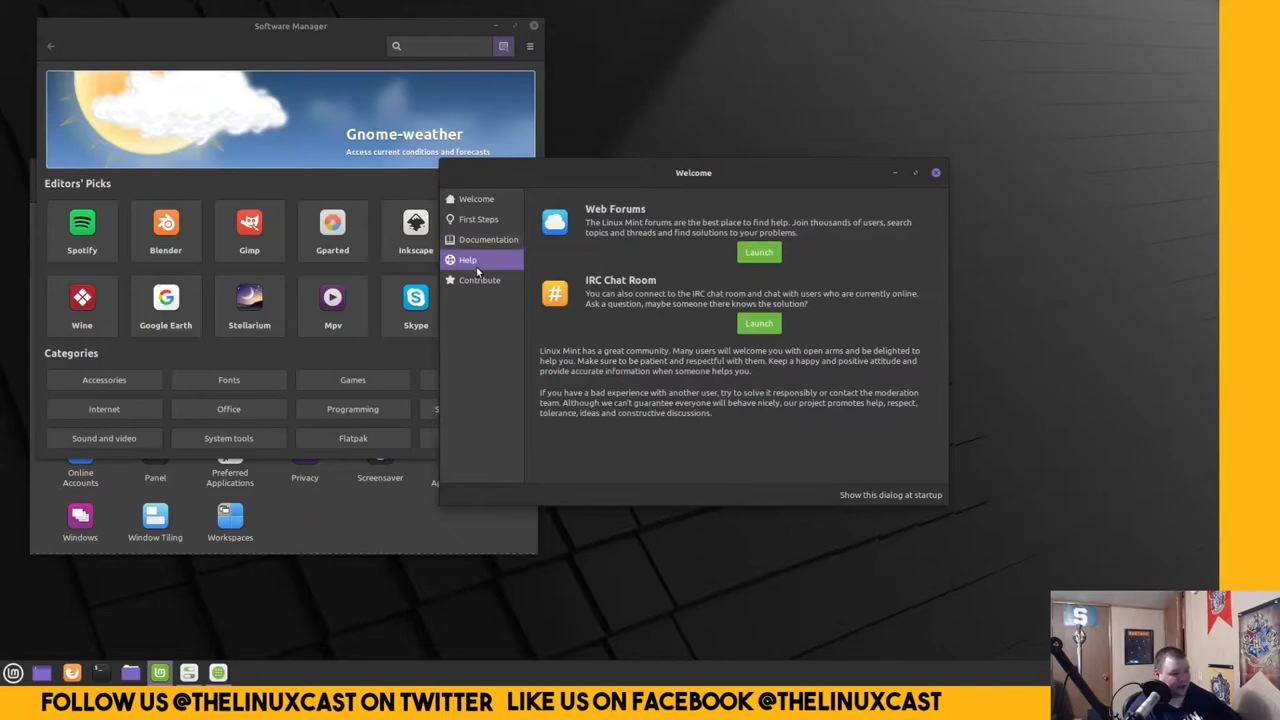 Software Manager
Gnome-weather
Access current conditions and forecasts
Editors' Picks
Spotify
Blender
Gimp
Gparted
Inkscape
Wine
Google Earth
Stellarium
Mpv
Skype
Categories
Accessories
Fonts
Games
Internet
Office
Programming
Sound and video
System tools
Flatpak
Online
Accounts
Panel
Preferred
Applications
Privacy
Screensaver
Windows
Window Tiling
Workspaces
Welcome
Welcome
First Steps
Documentation
Help
Contribute
Web Forums
The Linux Mint forums are the best place to find help. Join thousands of users, search
topics and threads and find solutions to your problems.
Launch
IRC Chat Room
You can also connect to the IRC chat room and chat with users who are currently online.
Ask a question, maybe someone there knows the solution?
Launch
Linux Mint has a great community. Many users will welcome you with open arms and be delighted to
help you. Make sure to be patient and respectful with them. Keep a happy and positive attitude and
provide accurate information when someone helps you.
If you have a bad experience with another user, try to solve it responsibly or contact the moderation
team. Although we can't guarantee everyone will behave nicely, our project promotes help, respect,
tolerance, ideas and constructive discussions.
Show this dialog at startup
S
FOLLOW US @THELINUXCAST ON TWITTER LIKE US ON FACEBOOK @THELINUXCAST